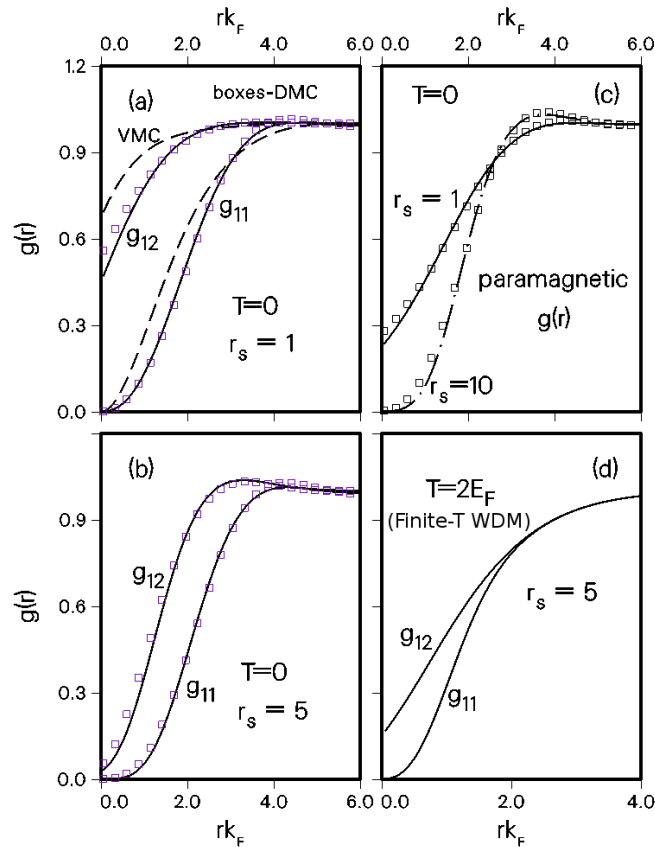 rk_F
rk_F
0.0 2.0 4.0 6.0
0.0 2.0 4.0 6.0
1.2
0.9
0.6
0.3
0.0
g(r)
(a)
boxes-DMC
VMC
g_12
g_11
T=0
r_s = 1
T=0
(c)
r_s = 1
paramagnetic
g(r)
r_s=10
0.9
0.6
0.3
0.0
g(r)
(b)
g_12
g_11
T=0
r_s = 5
(d)
T=2E_F
(Finite-T WDM)
r_s = 5
g_12
g_11
0.0 2.0 4.0 6.0
0.0 2.0 4.0
rk_F
rk_F